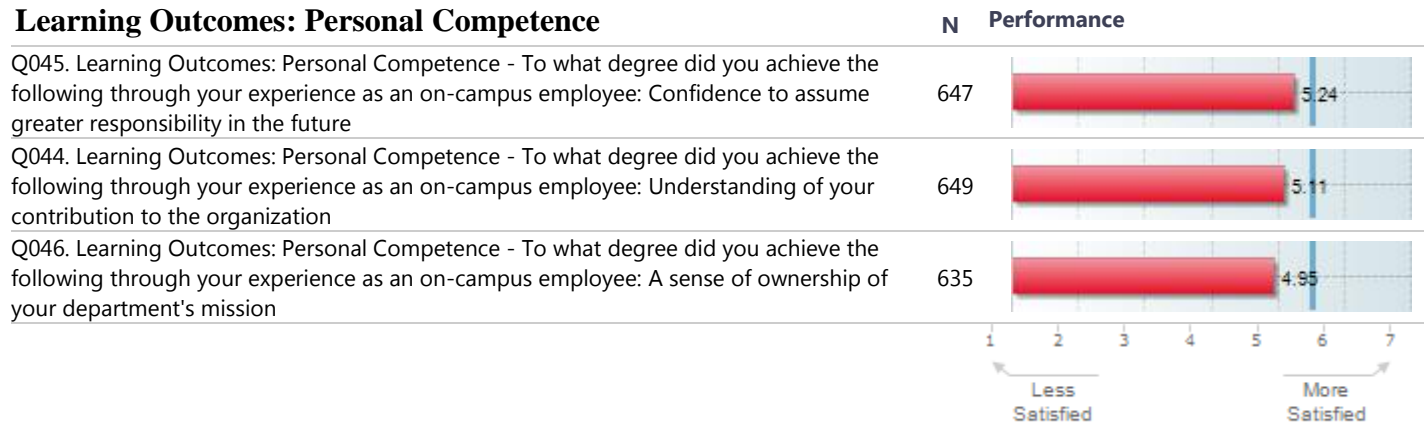 Learning Outcomes: Personal Competence
N Performance
Q045. Learning Outcomes: Personal Competence - To what degree did you achieve the
following through your experience as an on-campus employee: Confidence to assume
greater responsibility in the future
647
5.24
Q044. Learning Outcomes: Personal Competence - To what degree did you achieve the
following through your experience as an on-campus employee: Understanding of your
contribution to the organization
649
5.11
Q046. Learning Outcomes: Personal Competence - To what degree did you achieve the
following through your experience as an on-campus employee: A sense of ownership of
your department's mission
635
4.95
1 2 3 4 5 6 7
Less
Satisfied
More
Satisfied